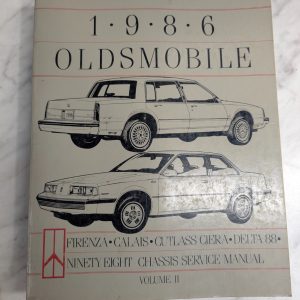 1·9·8·6
OLDSMOBILE
FIRENZA·CALAIS·CUTLASS CIERA·DELTA 88·
NINETY EIGHT CHASSIS SERVICE MANUAL
VOLUME II